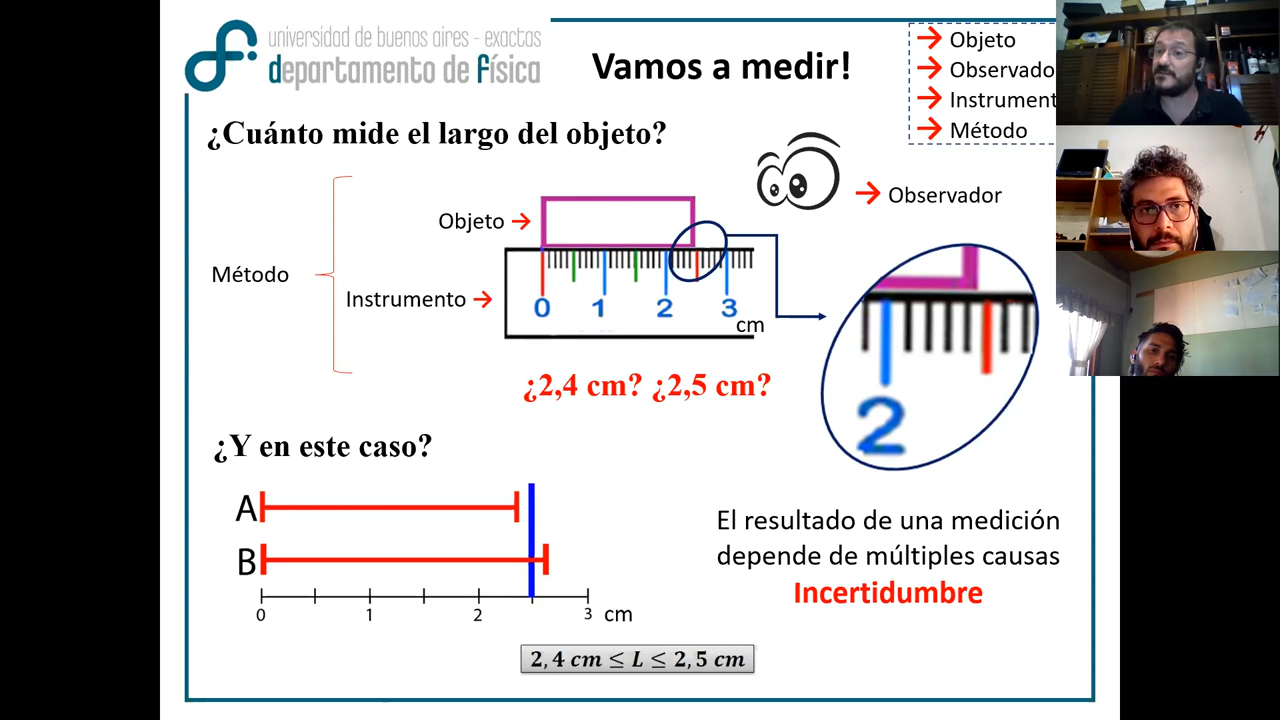 universidad de buenos aires - exactas
departamento de física
Vamos a medir!
→ Objeto
→ Observado
→ Instrument
→ Método
¿Cuánto mide el largo del objeto?
→ Observador
Objeto →
Método
Instrumento →
0 1 2 3
cm
2
¿2,4 cm? ¿2,5 cm?
¿Y en este caso?
A
B
0 1 2 3 cm
El resultado de una medición
depende de múltiples causas
Incertidumbre
2,4 cm ≤ L ≤ 2,5 cm